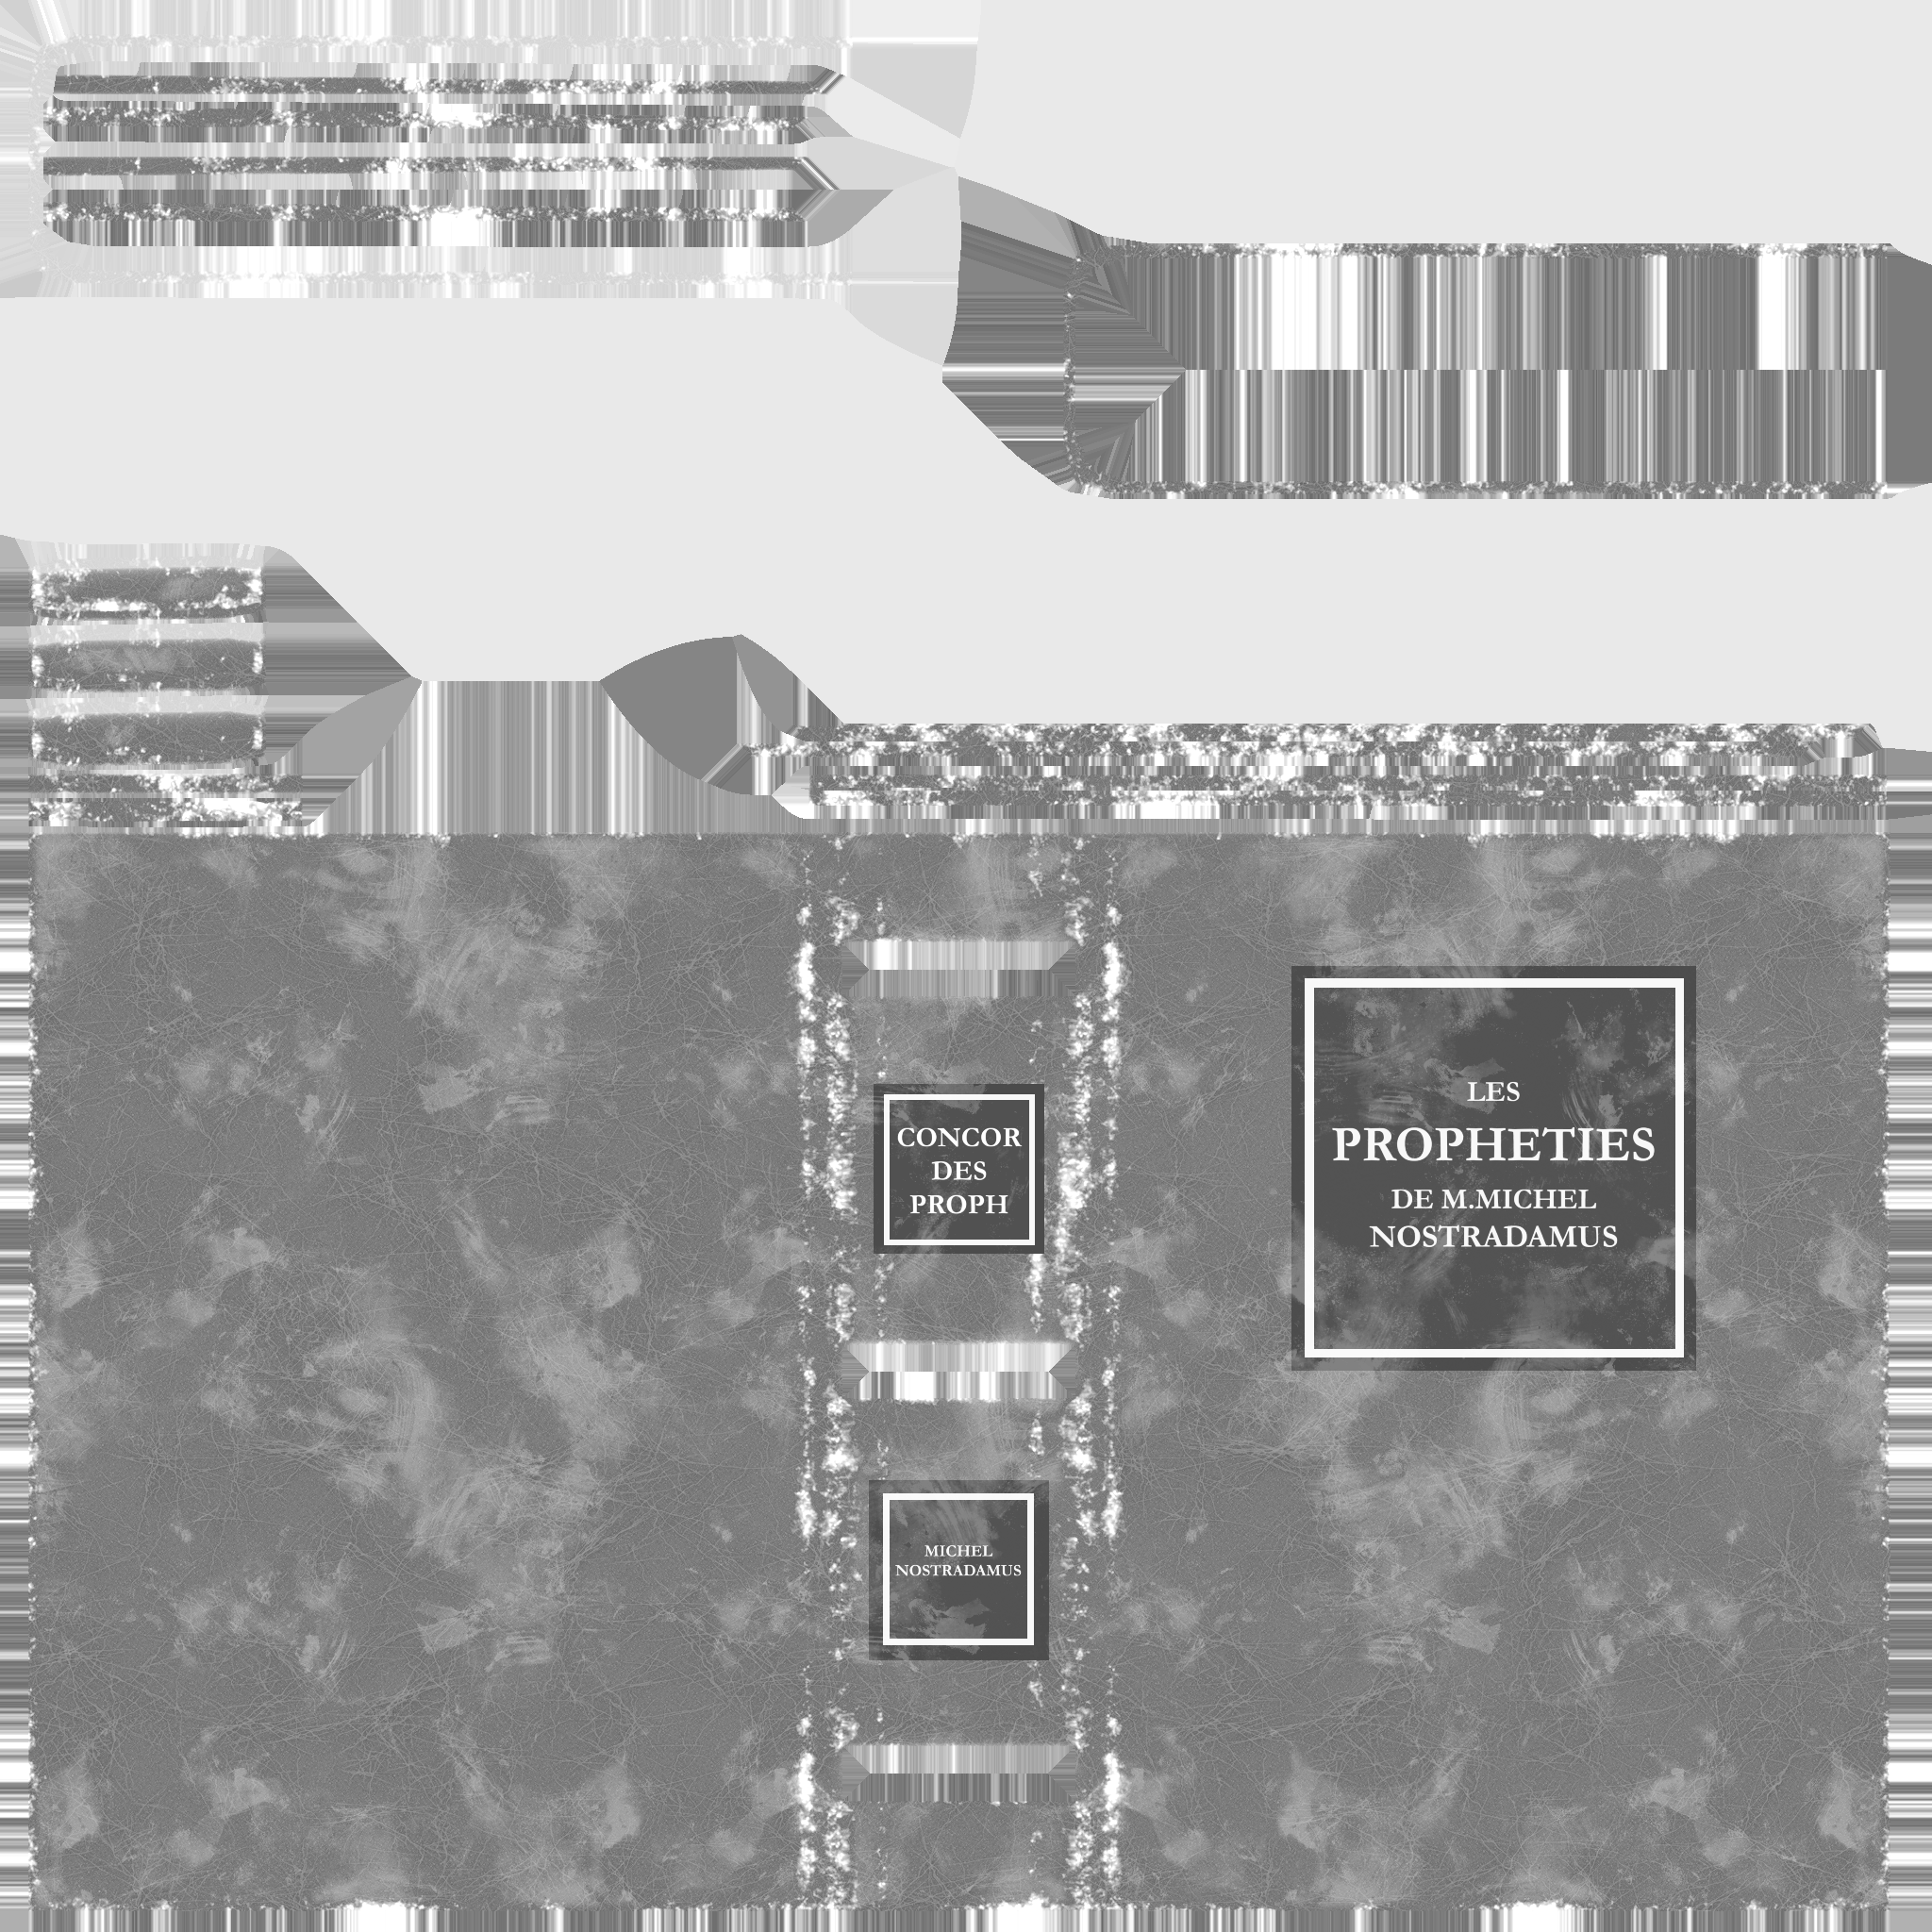 CONCOR
DES
PROPH
MICHEL
NOSTRADAMUS
LES
PROPHETIES
DE M.MICHEL
NOSTRADAMUS